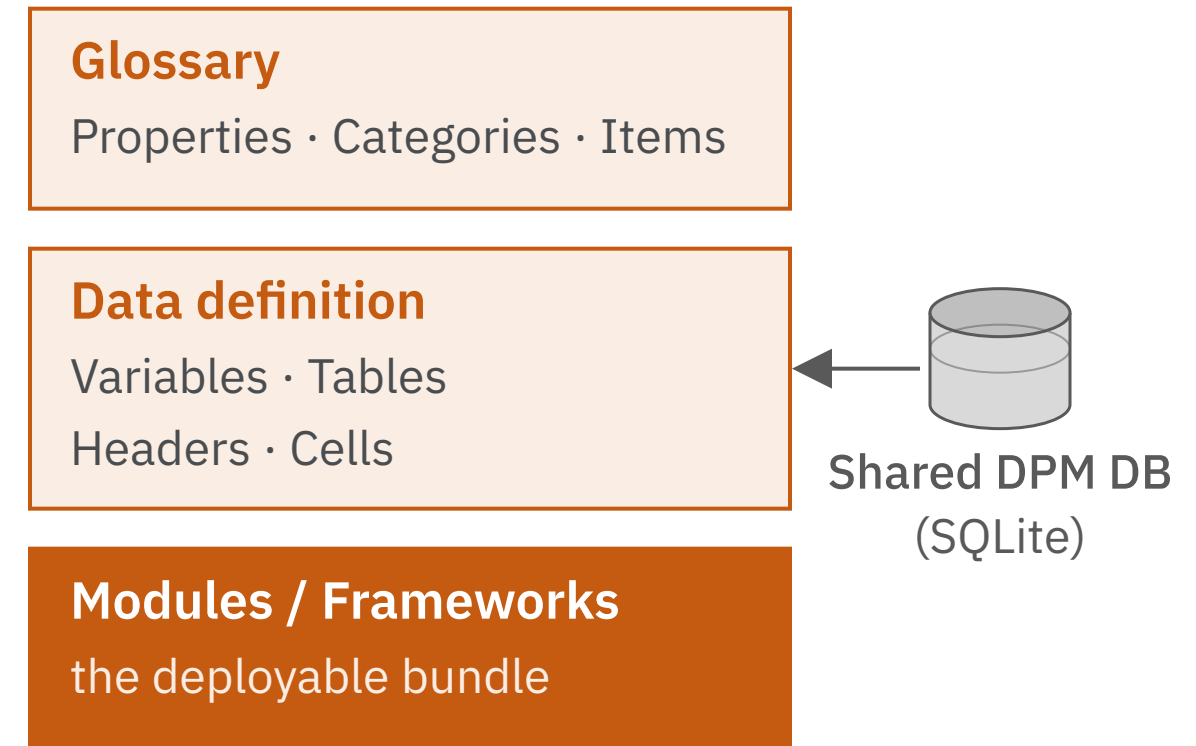 Glossary
Properties · Categories · Items
Data definition
Variables · Tables
Headers · Cells
Shared DPM DB
(SQLite)
Modules / Frameworks
the deployable bundle